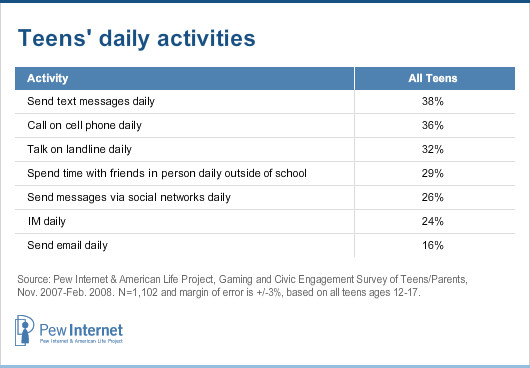 Teens' daily activities
Activity All Teens
Send text messages daily 38%
Call on cell phone daily 36%
Talk on landline daily 32%
Spend time with friends in person daily outside of school 29%
Send messages via social networks daily 26%
IM daily 24%
Send email daily 16%
Source: Pew Internet & American Life Project, Gaming and Civic Engagement Survey of Teens/Parents,
Nov. 2007-Feb. 2008. N=1,102 and margin of error is +/-3%, based on all teens ages 12-17.
Pew Internet
Pew Internet & American Life Project